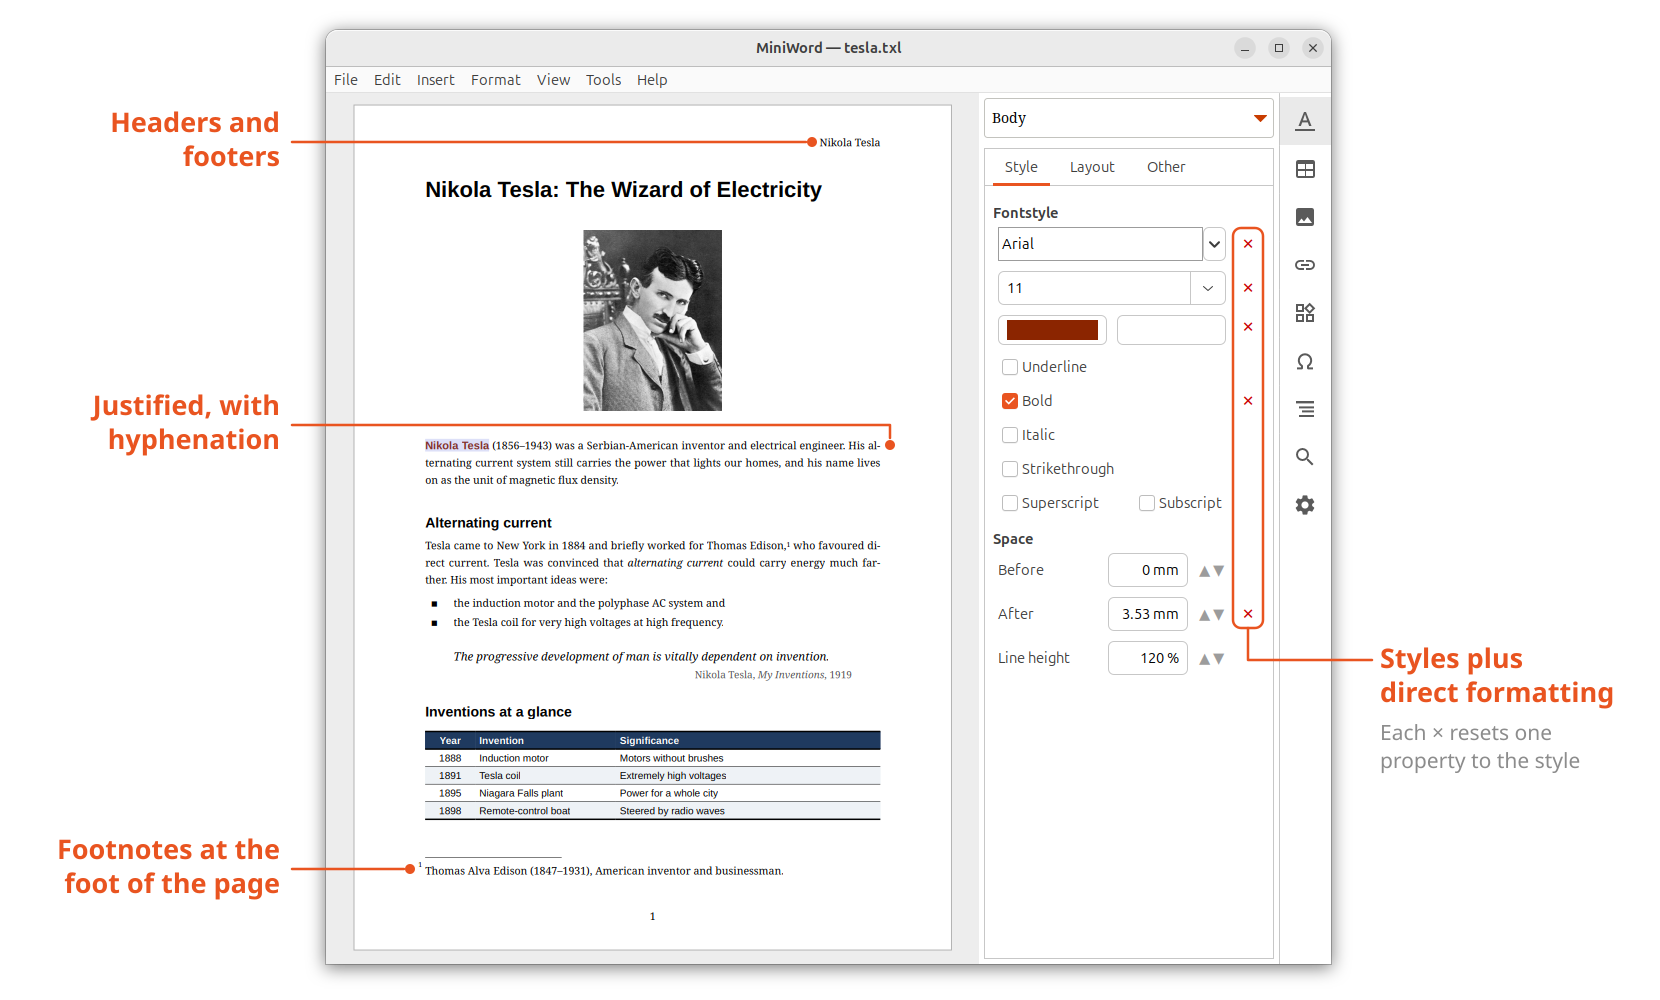 MiniWord — tesla.txl
File Edit Insert Format View Tools Help
Headers and
footers
Nikola Tesla
Nikola Tesla: The Wizard of Electricity
Justified, with
hyphenation
Nikola Tesla (1856–1943) was a Serbian-American inventor and electrical engineer. His al-
ternating current system still carries the power that lights our homes, and his name lives
on as the unit of magnetic flux density.
Alternating current
Tesla came to New York in 1884 and briefly worked for Thomas Edison,¹ who favoured di-
rect current. Tesla was convinced that alternating current could carry energy much far-
ther. His most important ideas were:
■ the induction motor and the polyphase AC system and
■ the Tesla coil for very high voltages at high frequency.
The progressive development of man is vitally dependent on invention.
Nikola Tesla, My Inventions, 1919
Inventions at a glance
Year Invention Significance
1888 Induction motor Motors without brushes
1891 Tesla coil Extremely high voltages
1895 Niagara Falls plant Power for a whole city
1898 Remote-control boat Steered by radio waves
Footnotes at the
foot of the page
¹ Thomas Alva Edison (1847–1931), American inventor and businessman.
1
Body
Style Layout Other
Fontstyle
Arial ×
11 ×
×
Underline
Bold ×
Italic
Strikethrough
Superscript Subscript
Space
Before 0 mm
After 3.53 mm ×
Line height 120 %
A
Ω
Styles plus
direct formatting
Each × resets one
property to the style